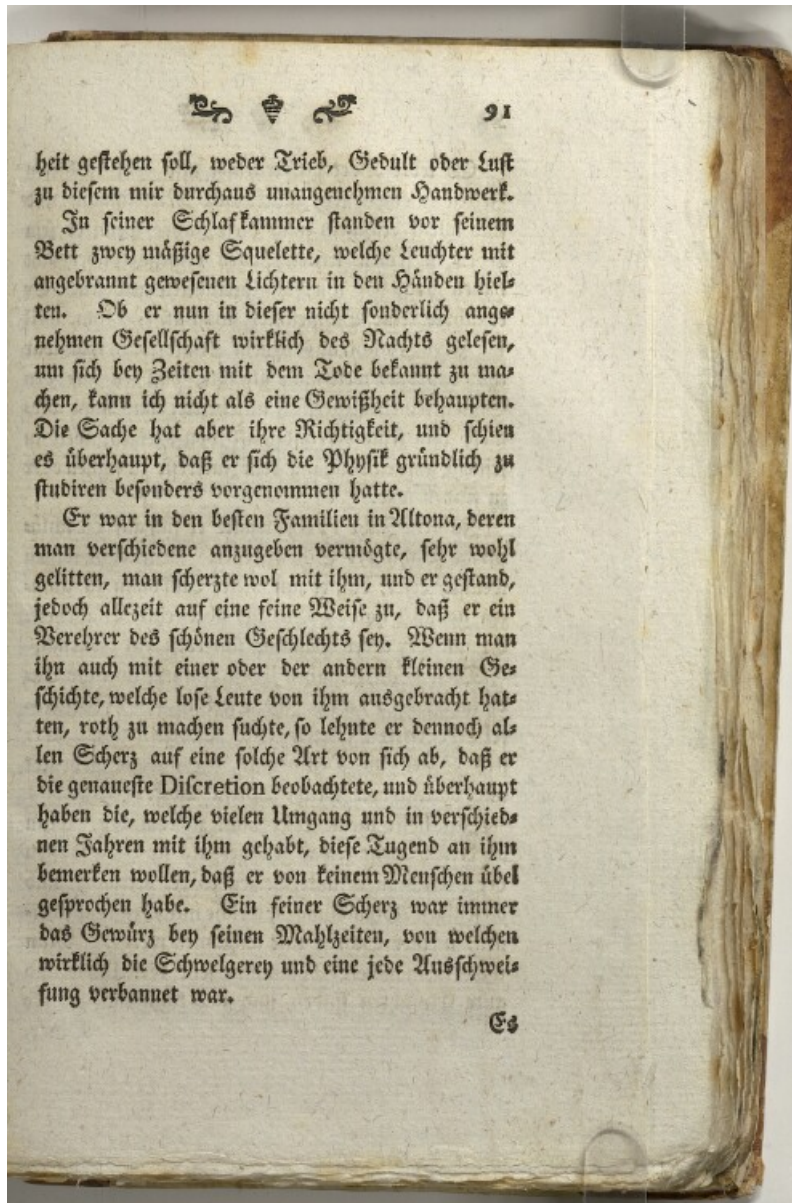 91
heit gestehen soll, weder Trieb, Gedult oder Lust
zu diesem mir durchaus unangenehmen Handwerk.
In seiner Schlafkammer standen vor seinem
Bett zwey mäßige Squelette, welche Leuchter mit
angebrannt gewesenen Lichtern in den Händen hiel-
ten. Ob er nun in dieser nicht sonderlich ange-
nehmen Gesellschaft wirklich des Nachts gelesen,
um sich bey Zeiten mit dem Tode bekannt zu ma-
chen, kann ich nicht als eine Gewißheit behaupten.
Die Sache hat aber ihre Richtigkeit, und schien
es überhaupt, daß er sich die Physik gründlich zu
studiren besonders vorgenommen hatte.
Er war in den besten Familien in Altona, deren
man verschiedene anzugeben vermögte, sehr wohl
gelitten, man scherzte wol mit ihm, und er gestand,
jedoch allezeit auf eine feine Weise zu, daß er ein
Verehrer des schönen Geschlechts sey. Wenn man
ihn auch mit einer oder der andern kleinen Ge-
schichte, welche lose Leute von ihm ausgebracht hat-
ten, roth zu machen suchte, so lehnte er dennoch al-
len Scherz auf eine solche Art von sich ab, daß er
die genaueste Discretion beobachtete, und überhaupt
haben die, welche vielen Umgang und in verschied-
nen Jahren mit ihm gehabt, diese Tugend an ihm
bemerken wollen, daß er von keinem Menschen übel
gesprochen habe. Ein feiner Scherz war immer
das Gewürz bey seinen Mahlzeiten, von welchen
wirklich die Schwelgerey und eine jede Ausschwei-
fung verbannet war.
Es